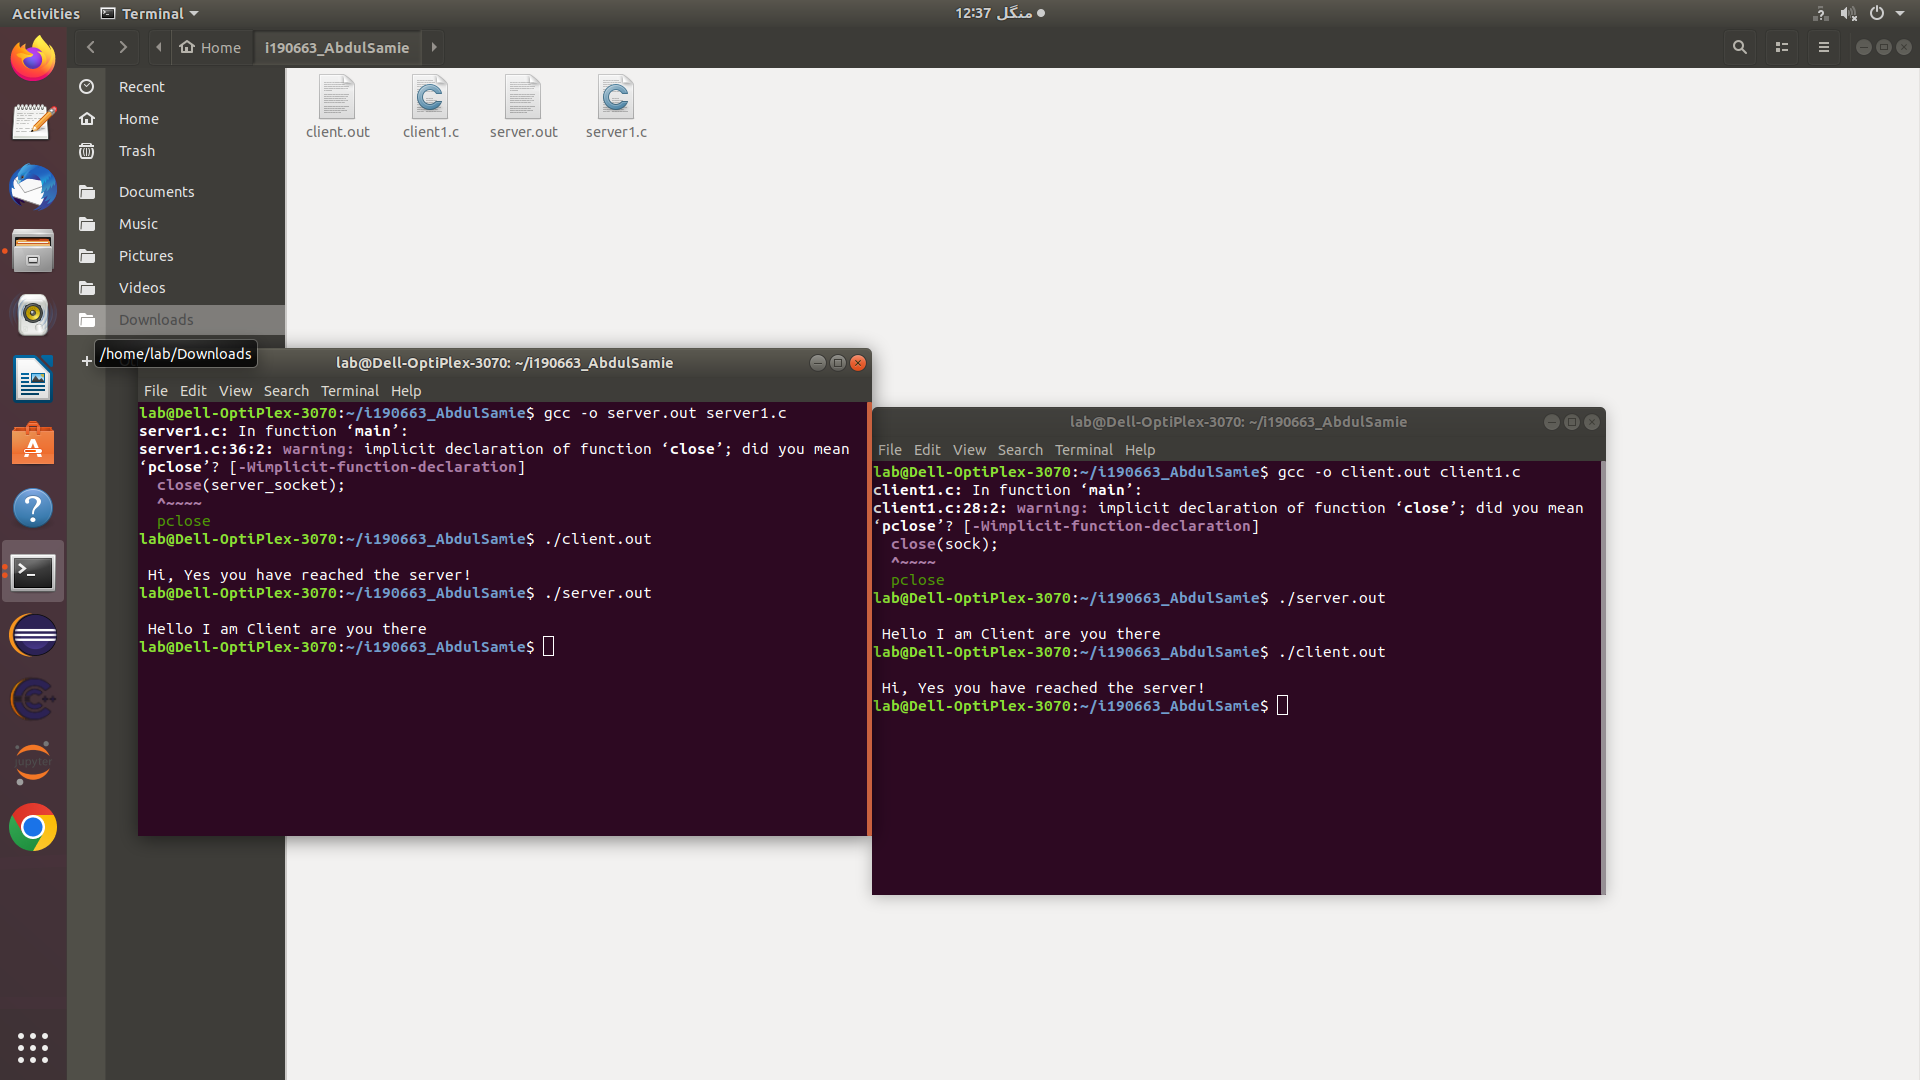 Activities
Terminal
منگل 12:37
Home
i190663_AbdulSamie
Recent
Home
Trash
Documents
Music
Pictures
Videos
Downloads
+
/home/lab/Downloads
client.out
client1.c
server.out
server1.c
lab@Dell-OptiPlex-3070: ~/i190663_AbdulSamie
File Edit View Search Terminal Help
lab@Dell-OptiPlex-3070:~/i190663_AbdulSamie$ gcc -o server.out server1.c
server1.c: In function ‘main’:
server1.c:36:2: warning: implicit declaration of function ‘close’; did you mean
‘pclose’? [-Wimplicit-function-declaration]
close(server_socket);
^~~~~
pclose
lab@Dell-OptiPlex-3070:~/i190663_AbdulSamie$ ./client.out
Hi, Yes you have reached the server!
lab@Dell-OptiPlex-3070:~/i190663_AbdulSamie$ ./server.out
Hello I am Client are you there
lab@Dell-OptiPlex-3070:~/i190663_AbdulSamie$
lab@Dell-OptiPlex-3070: ~/i190663_AbdulSamie
File Edit View Search Terminal Help
lab@Dell-OptiPlex-3070:~/i190663_AbdulSamie$ gcc -o client.out client1.c
client1.c: In function ‘main’:
client1.c:28:2: warning: implicit declaration of function ‘close’; did you mean
‘pclose’? [-Wimplicit-function-declaration]
close(sock);
^~~~~
pclose
lab@Dell-OptiPlex-3070:~/i190663_AbdulSamie$ ./server.out
Hello I am Client are you there
lab@Dell-OptiPlex-3070:~/i190663_AbdulSamie$ ./client.out
Hi, Yes you have reached the server!
lab@Dell-OptiPlex-3070:~/i190663_AbdulSamie$
jupyter